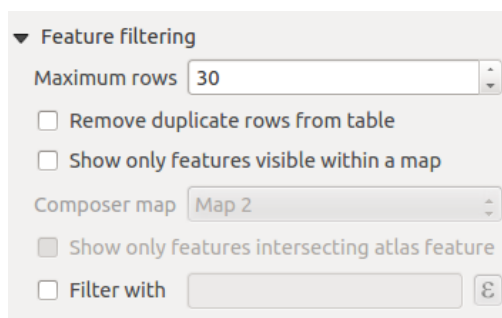 Feature filtering
Maximum rows 30
Remove duplicate rows from table
Show only features visible within a map
Composer map Map 2
Show only features intersecting atlas feature
Filter with ε